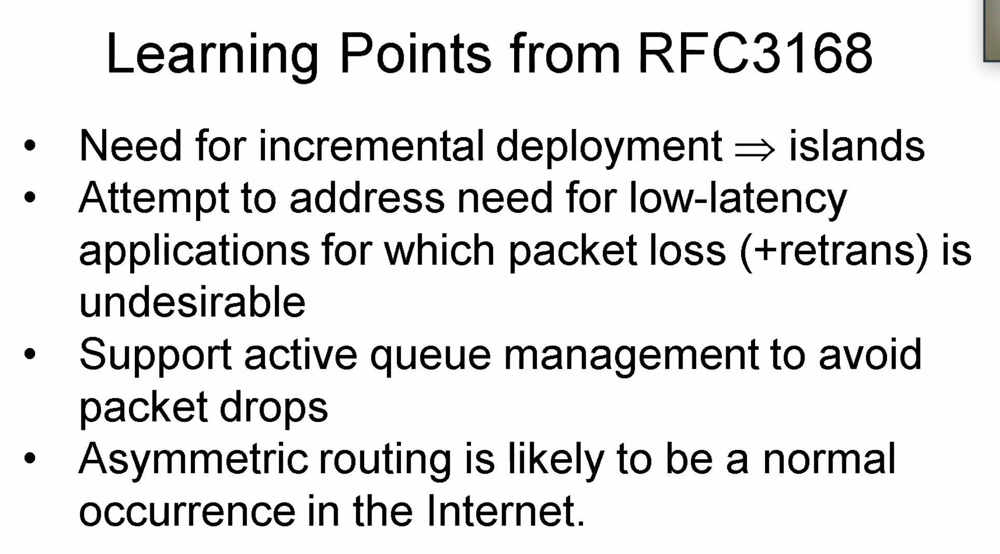 Learning Points from RFC3168
• Need for incremental deployment ⇒ islands
• Attempt to address need for low-latency
applications for which packet loss (+retrans) is
undesirable
• Support active queue management to avoid
packet drops
• Asymmetric routing is likely to be a normal
occurrence in the Internet.